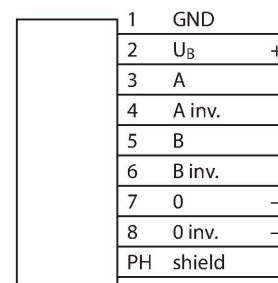 1 GND
2 U_B +
3 A
4 A inv.
5 B
6 B inv.
7 0 –
8 0 inv. –
PH shield